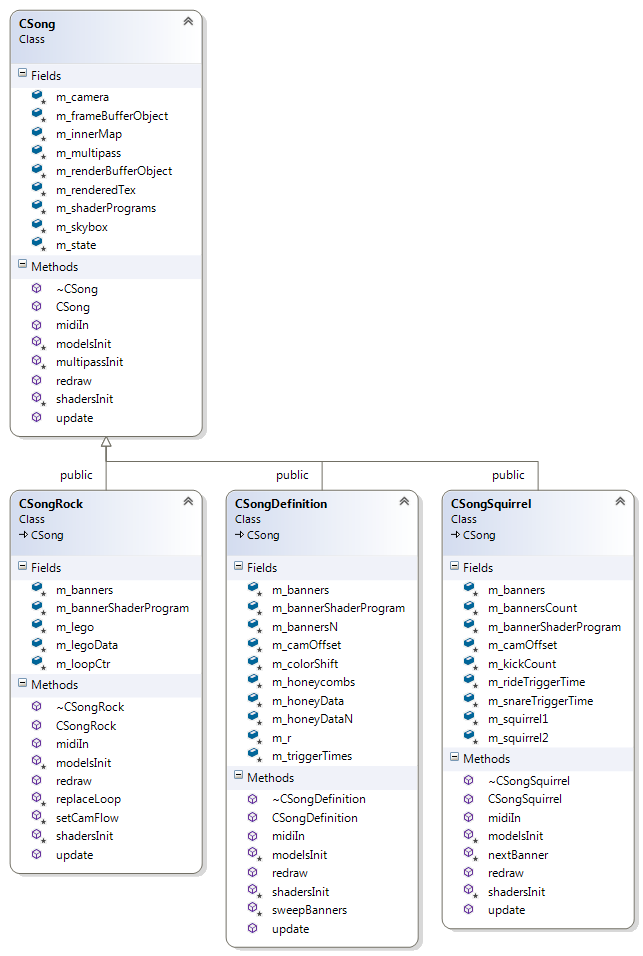 CSong
Class
Fields
m_camera
m_frameBufferObject
m_innerMap
m_multipass
m_renderBufferObject
m_renderedTex
m_shaderPrograms
m_skybox
m_state
Methods
~CSong
CSong
midiIn
modelsInit
multipassInit
redraw
shadersInit
update
public
public
public
CSongRock
Class
CSong
Fields
m_banners
m_bannerShaderProgram
m_lego
m_legoData
m_loopCtr
Methods
~CSongRock
CSongRock
midiIn
modelsInit
redraw
replaceLoop
setCamFlow
shadersInit
update
CSongDefinition
Class
CSong
Fields
m_banners
m_bannerShaderProgram
m_bannersN
m_camOffset
m_colorShift
m_honeycombs
m_honeyData
m_honeyDataN
m_r
m_triggerTimes
Methods
~CSongDefinition
CSongDefinition
midiIn
modelsInit
redraw
shadersInit
sweepBanners
update
CSongSquirrel
Class
CSong
Fields
m_banners
m_bannersCount
m_bannerShaderProgram
m_camOffset
m_kickCount
m_rideTriggerTime
m_snareTriggerTime
m_squirrel1
m_squirrel2
Methods
~CSongSquirrel
CSongSquirrel
midiIn
modelsInit
nextBanner
redraw
shadersInit
update